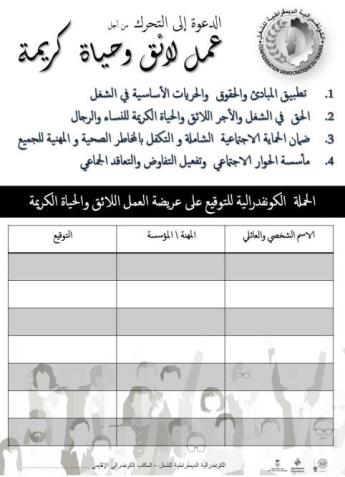 الكونفدرالية الديمقراطية للشغل
CONFEDERATION DEMOCRATIQUE DU TRAVAIL
الدعوة إلى التحرك من أجل
عمل لائق وحياة كريمة
1. تطبيق المبادئ والحقوق والحريات الأساسية في الشغل
2. الحق في الشغل والأجر اللائق والحياة الكريمة للنساء والرجال
3. ضمان الحماية الاجتماعية الشاملة و التكفل بالمخاطر الصحية و المهنية للجميع
4. مأسسة الحوار الاجتماعي وتفعيل التفاوض والتعاقد الجماعي
الحملة الكونفدرالية للتوقيع على عريضة العمل اللائق والحياة الكريمة
الاسم الشخصي والعائلي
المهنة \ المؤسسة
التوقيع
الكونفدرالية الديمقراطية للشغل - المكتب الكونفدرالي الإقليمي